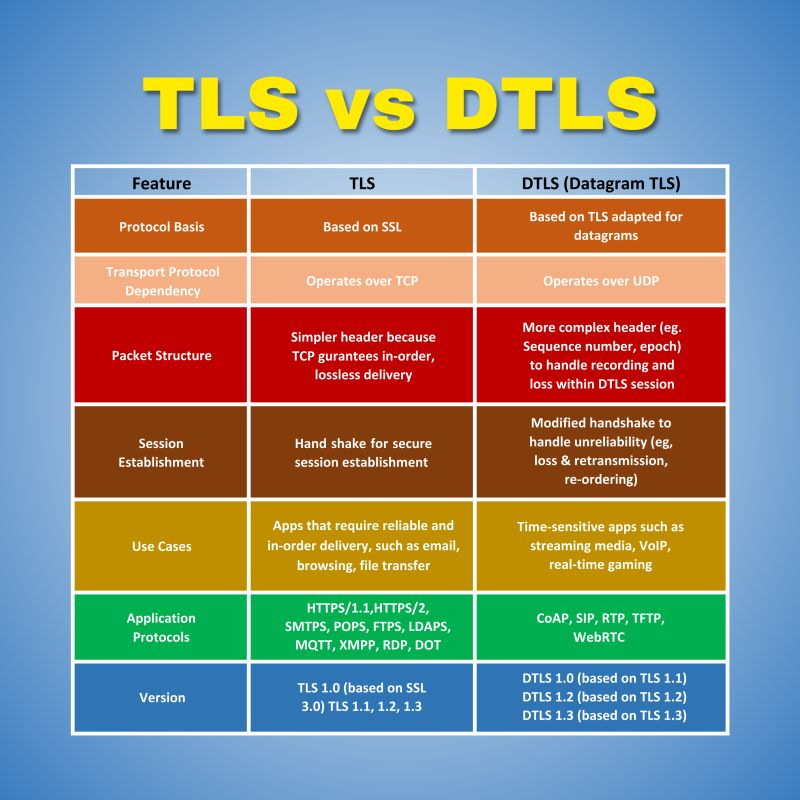 TLS vs DTLS
Feature
TLS
DTLS (Datagram TLS)
Protocol Basis
Based on SSL
Based on TLS adapted for
datagrams
Transport Protocol
Dependency
Operates over TCP
Operates over UDP
Packet Structure
Simpler header because
TCP gurantees in-order,
lossless delivery
More complex header (eg.
Sequence number, epoch)
to handle recording and
loss within DTLS session
Session
Establishment
Hand shake for secure
session establishment
Modified handshake to
handle unreliability (eg,
loss & retransmission,
re-ordering)
Use Cases
Apps that require reliable and
in-order delivery, such as email,
browsing, file transfer
Time-sensitive apps such as
streaming media, VoIP,
real-time gaming
Application
Protocols
HTTPS/1.1,HTTPS/2,
SMTPS, POPS, FTPS, LDAPS,
MQTT, XMPP, RDP, DOT
CoAP, SIP, RTP, TFTP,
WebRTC
Version
TLS 1.0 (based on SSL
3.0) TLS 1.1, 1.2, 1.3
DTLS 1.0 (based on TLS 1.1)
DTLS 1.2 (based on TLS 1.2)
DTLS 1.3 (based on TLS 1.3)